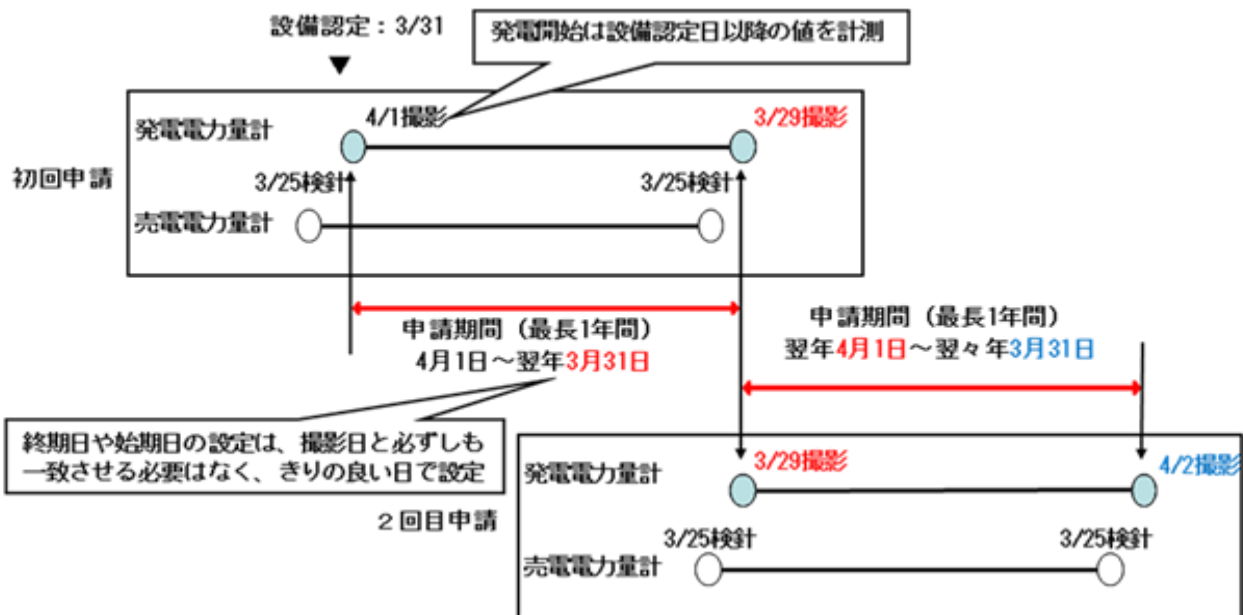 設備認定：3/31
発電開始は設備認定日以降の値を計測
▼
発電電力量計
4/1撮影
3/29撮影
初回申請
3/25検針
3/25検針
売電電力量計
申請期間（最長1年間）
4月1日～翌年3月31日
申請期間（最長1年間）
翌年4月1日～翌々年3月31日
終期日や始期日の設定は、撮影日と必ずしも
一致させる必要はなく、きりの良い日で設定
発電電力量計
3/29撮影
4/2撮影
２回目申請
3/25検針
3/25検針
売電電力量計